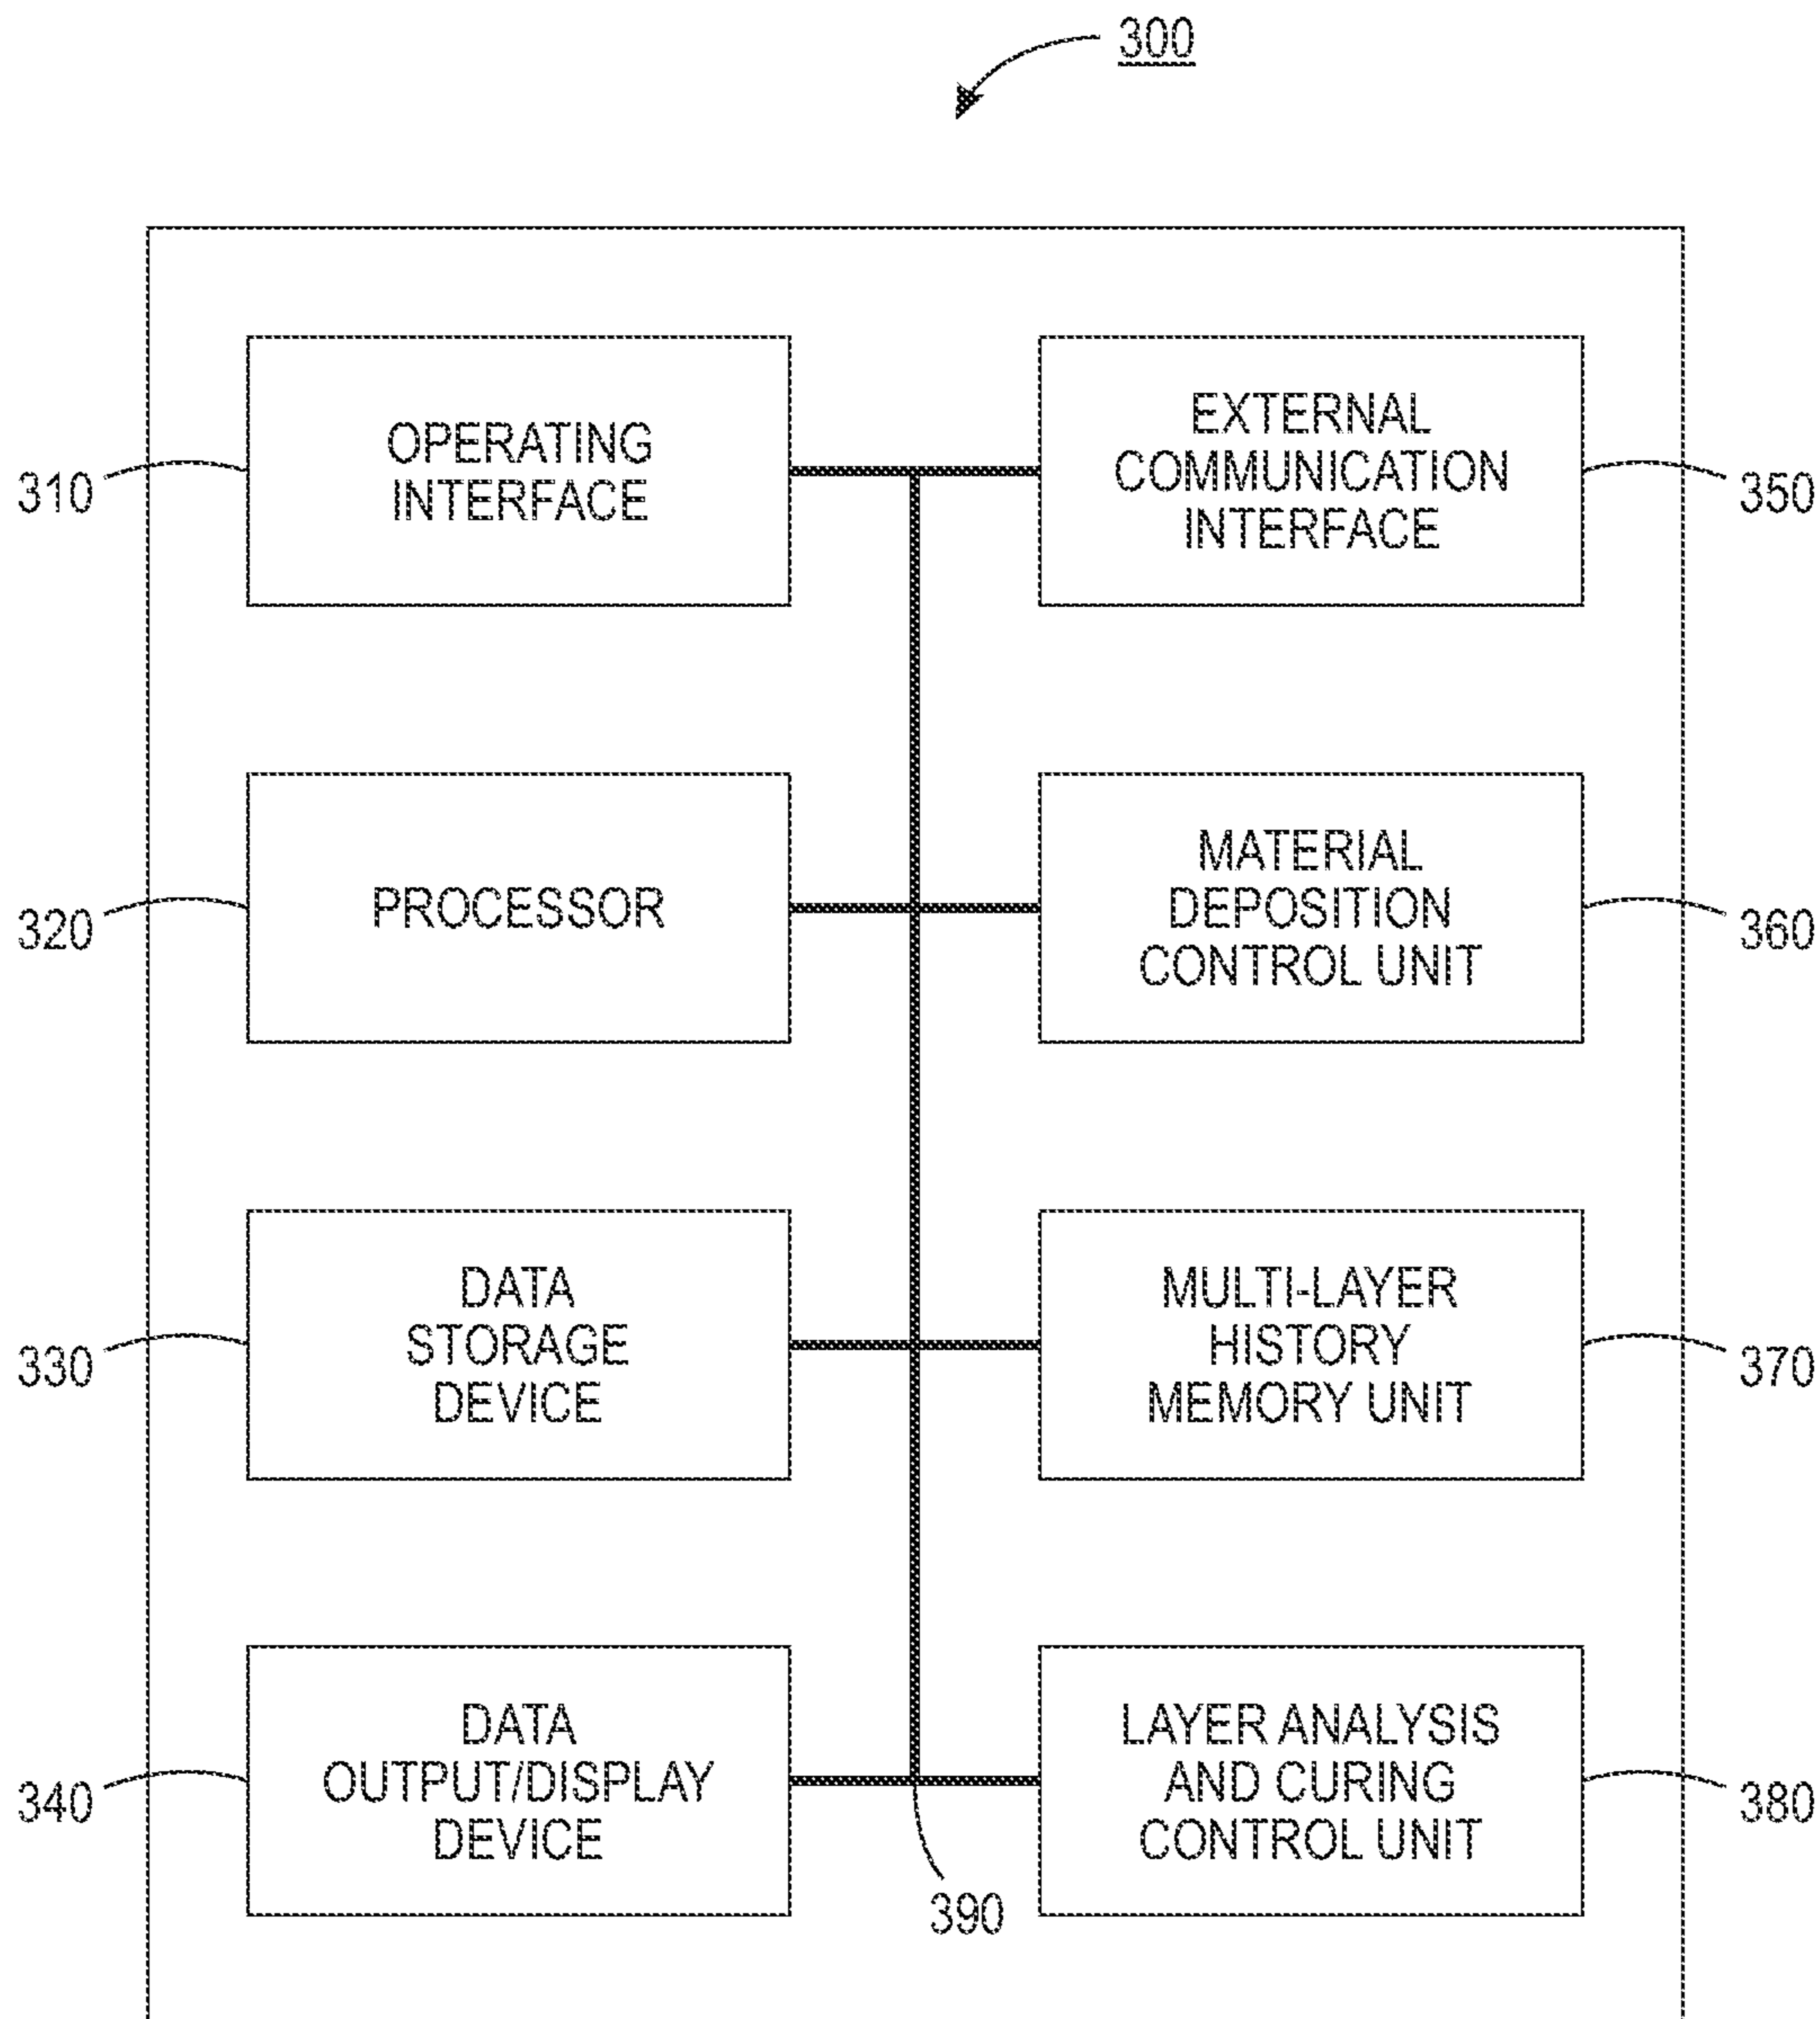 300
OPERATING
INTERFACE
310
EXTERNAL
COMMUNICATION
INTERFACE
350
PROCESSOR
320
MATERIAL
DEPOSITION
CONTROL UNIT
360
DATA
STORAGE
DEVICE
330
MULTI-LAYER
HISTORY
MEMORY UNIT
370
DATA
OUTPUT/DISPLAY
DEVICE
340
LAYER ANALYSIS
AND CURING
CONTROL UNIT
380
390